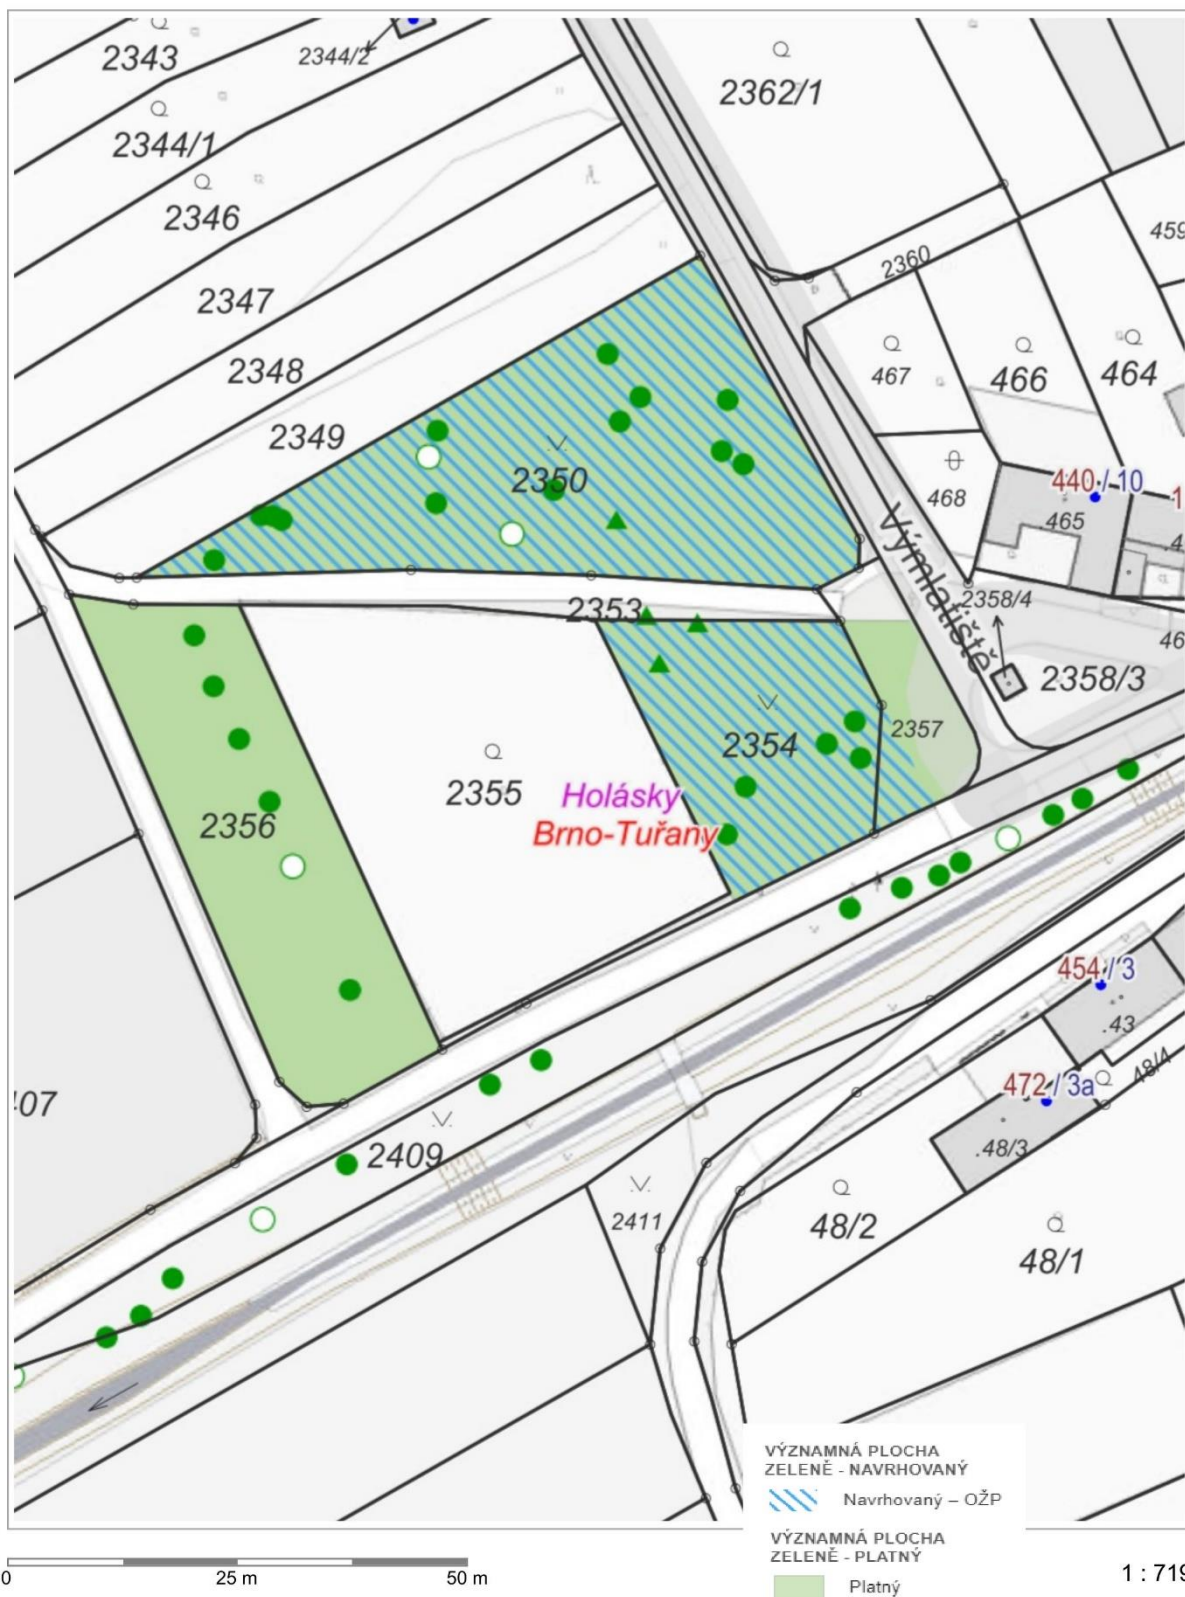 2343
2344/2
2362/1
2344/1
2346
459
2360
2347
2348
467
466
464
2349
440 / 10
2350
468
465
Výmlatiště
2353
2358/4
46
2358/3
2354
2357
2355
Holásky
Brno-Tuřany
2356
454 / 3
.43
472 / 3a
48/4
2409
.48/3
2411
48/2
48/1
VÝZNAMNÁ PLOCHA
ZELENĚ - NAVRHOVANÝ
Navrhovaný – OŽP
VÝZNAMNÁ PLOCHA
ZELENĚ - PLATNÝ
Platný
0 25 m 50 m
1 : 719